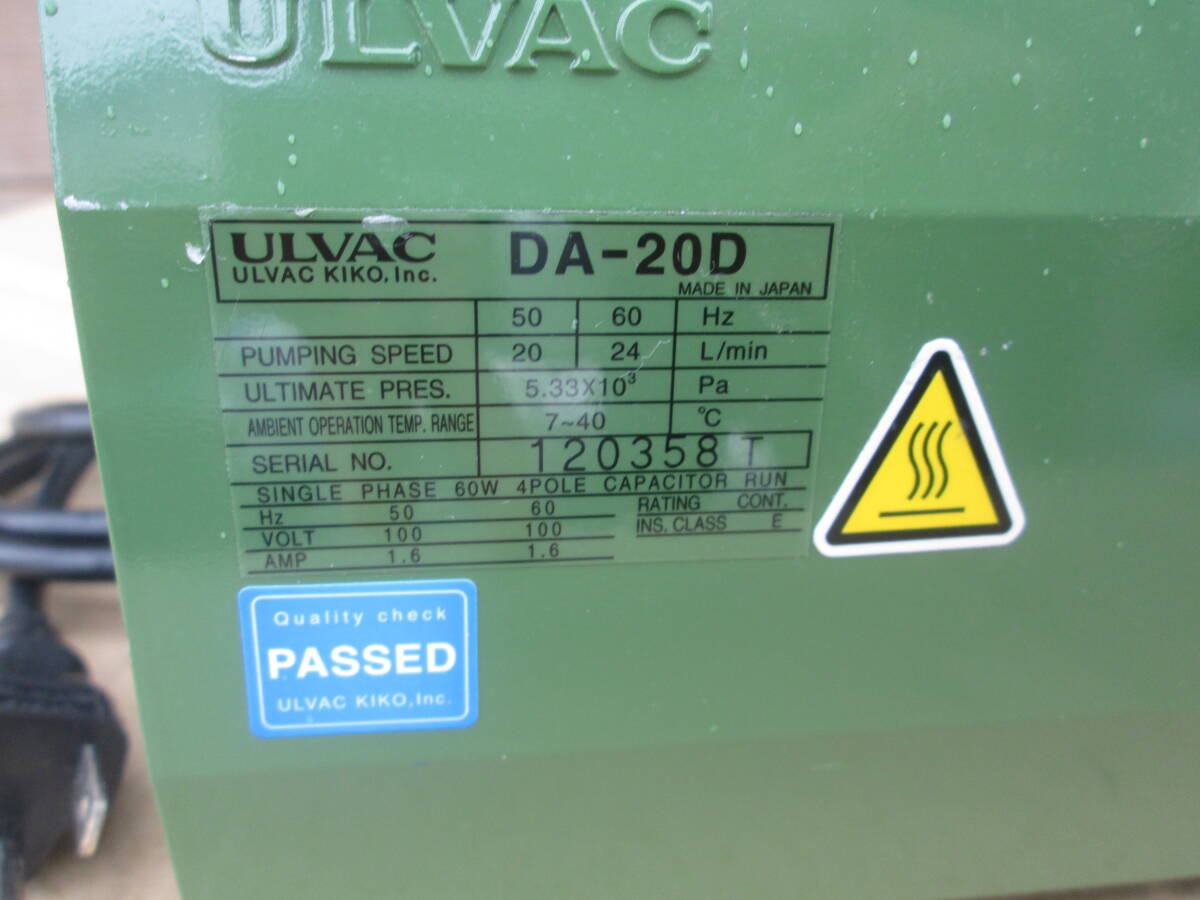 ULVAC
ULVAC DA-20D
ULVAC KIKO, Inc.
MADE IN JAPAN
50 60 Hz
PUMPING SPEED 20 24 L/min
ULTIMATE PRES. 5.33X10³ Pa
AMBIENT OPERATION TEMP. RANGE 7~40 °C
SERIAL NO. 120358 T
SINGLE PHASE 60W 4POLE CAPACITOR RUN
Hz 50 60 RATING CONT.
VOLT 100 100 INS. CLASS E
AMP 1.6 1.6
Quality check
PASSED
ULVAC KIKO, Inc.